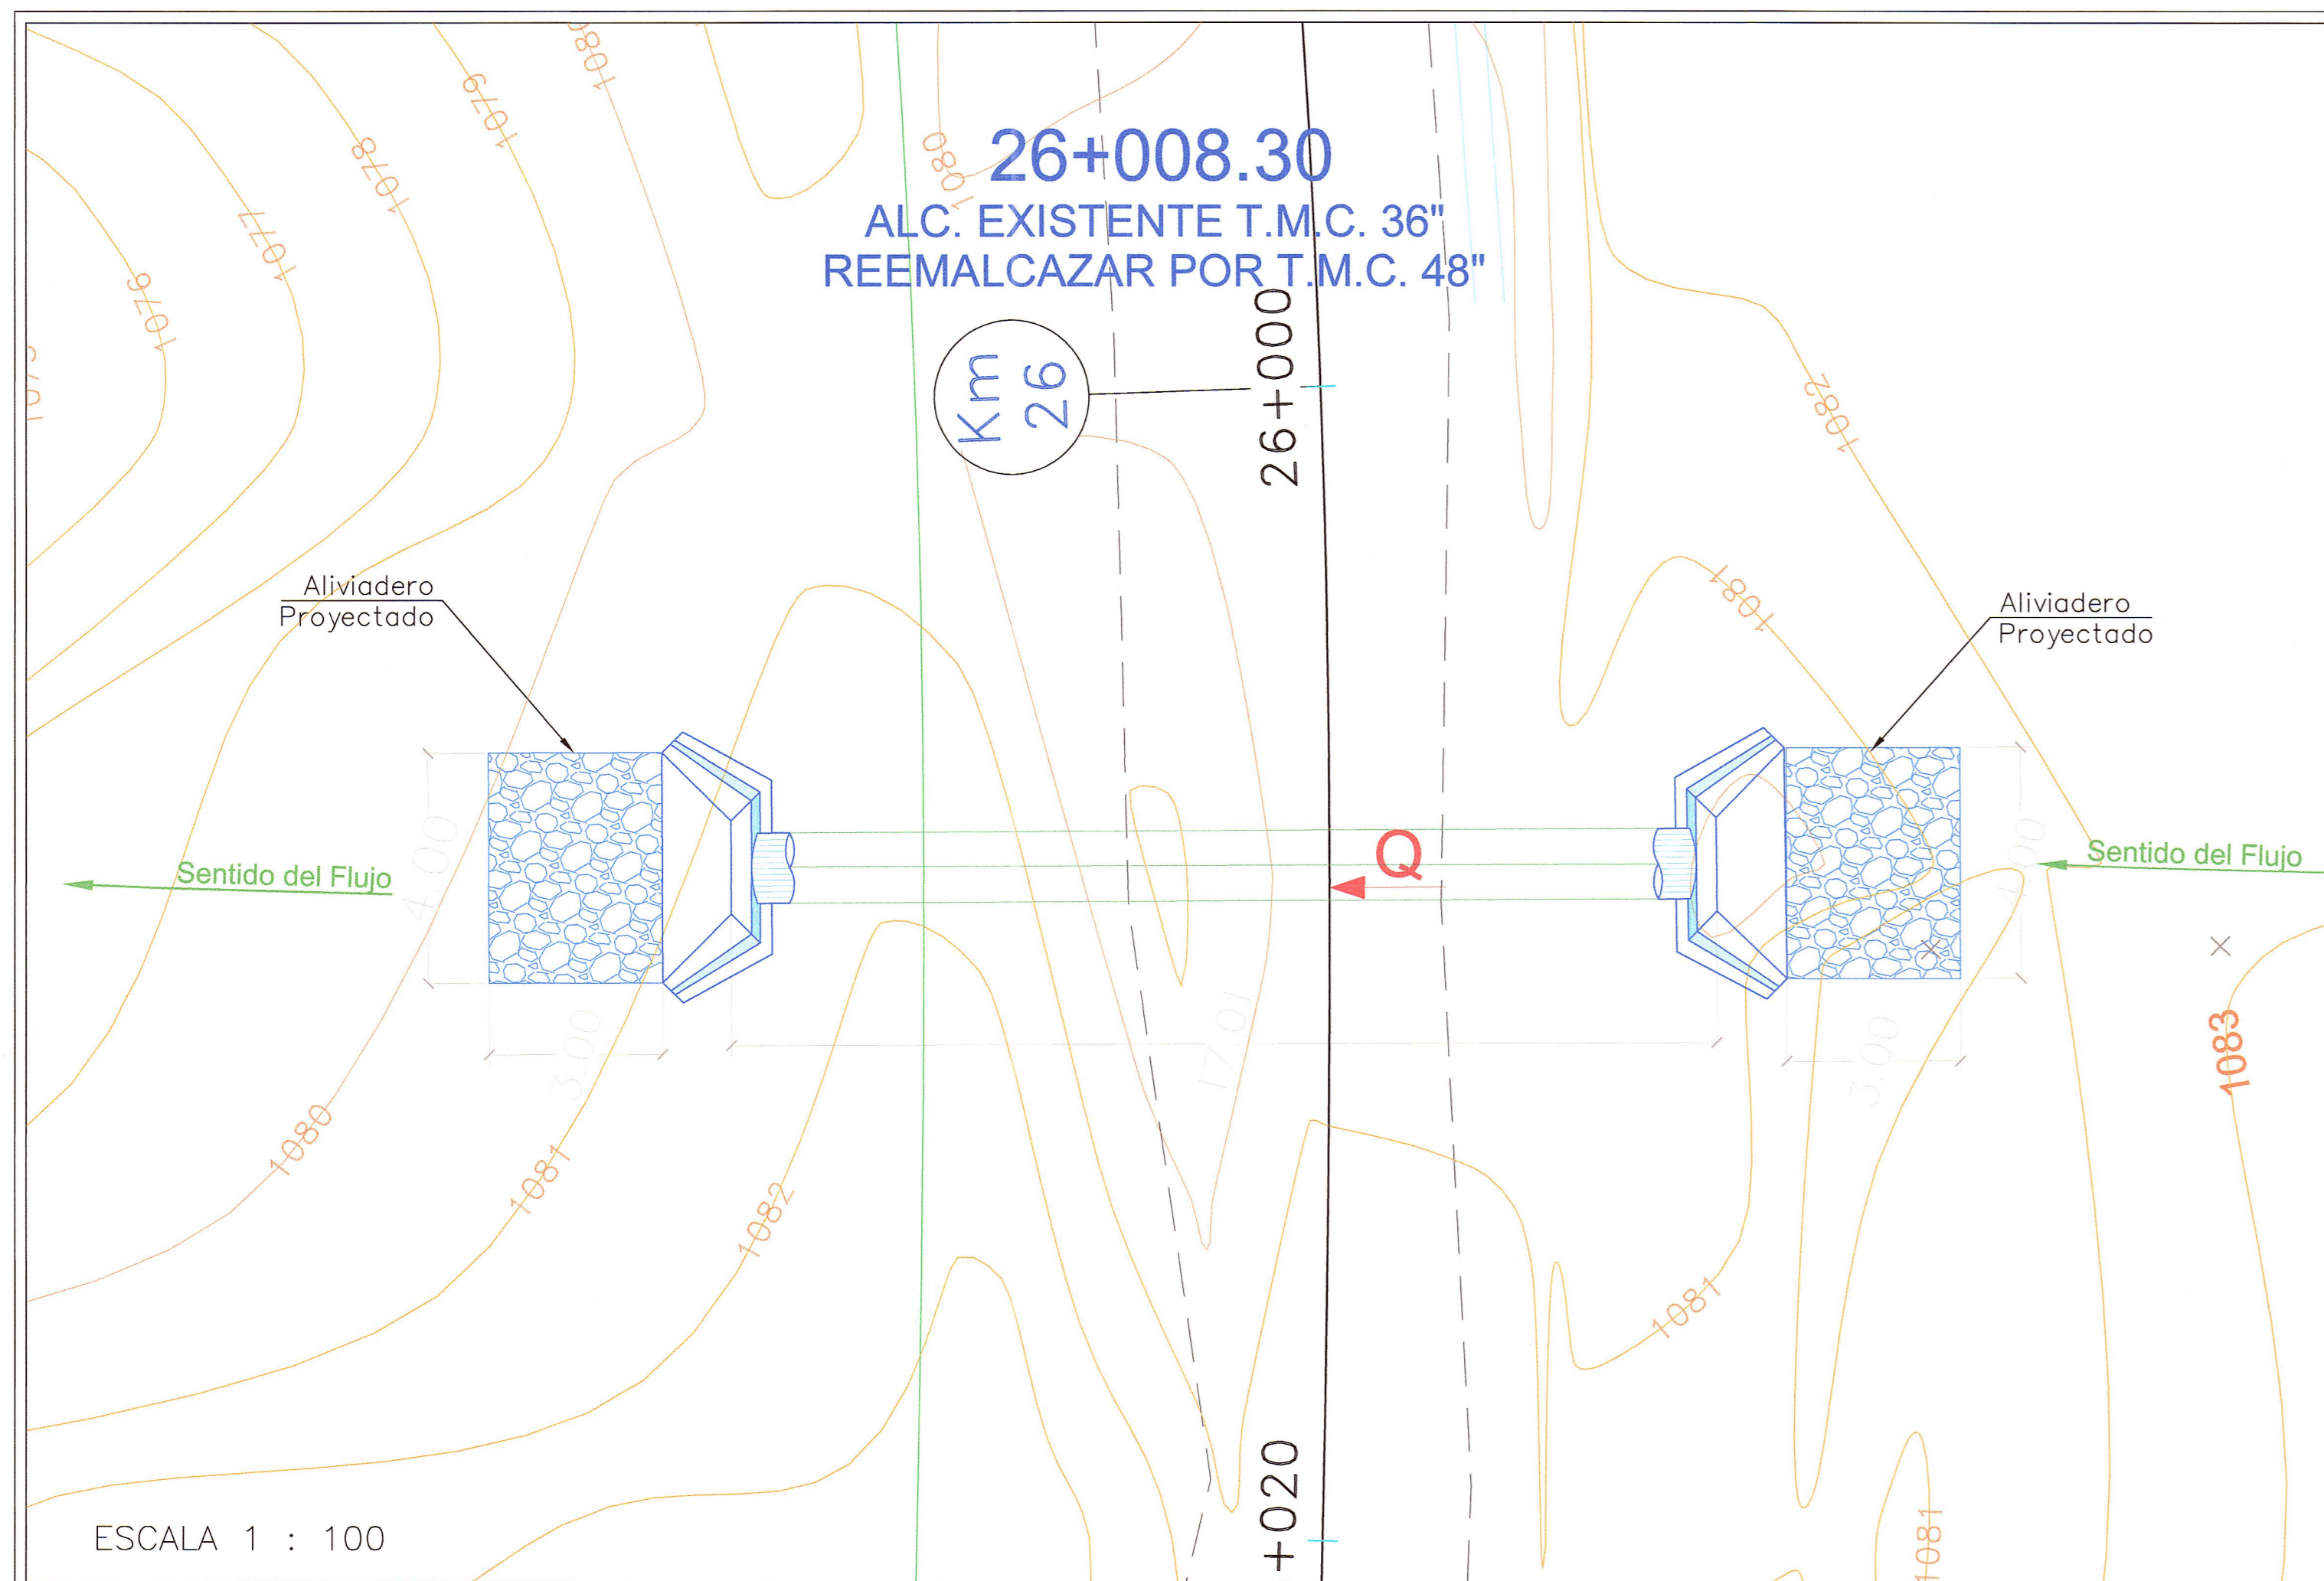 1080
1079
1078
1077
1076
1080
26+008.30
ALC. EXISTENTE T.M.C. 36"
REEMALCAZAR POR T.M.C. 48"
Km
26
26+000
1082
1081
Aliviadero
Proyectado
Aliviadero
Proyectado
4.00
Sentido del Flujo
Q
Sentido del Flujo
3.00
17.01
3.00
1083
1080
1081
1082
1081
+020
1081
ESCALA 1 : 100